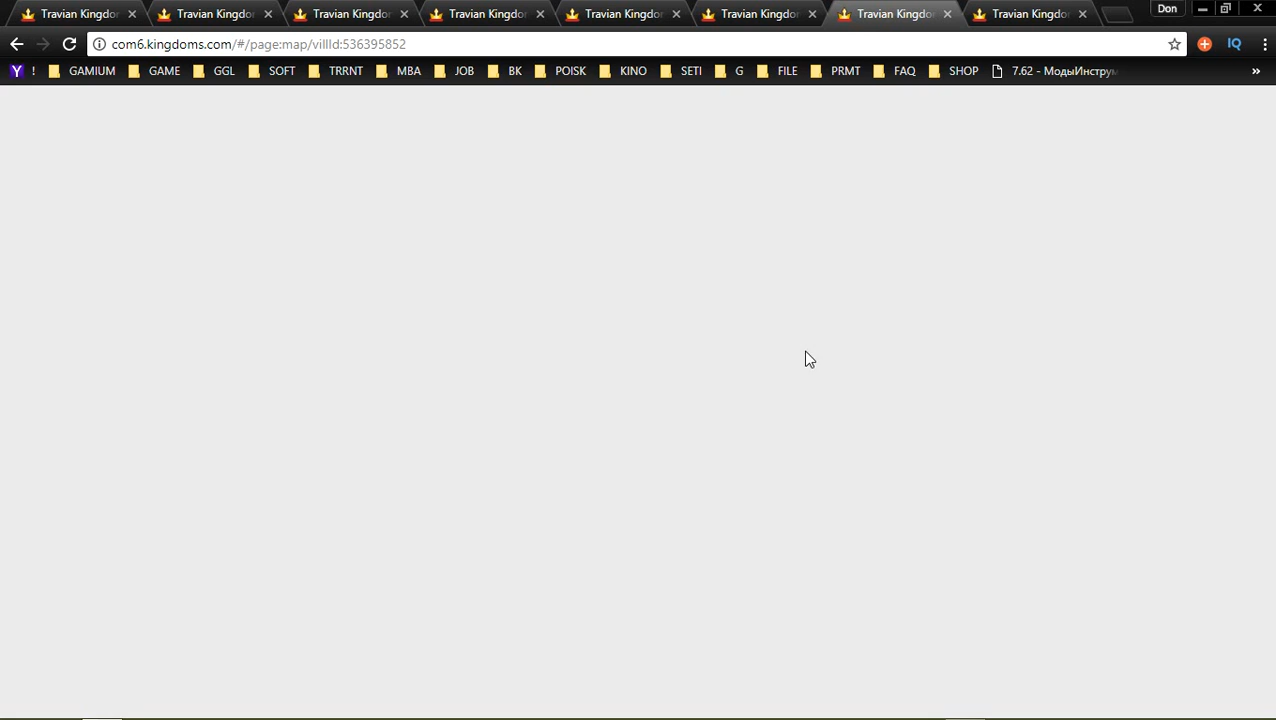 Travian Kingdo Travian Kingdo Travian Kingdo Travian Kingdo Travian Kingdo Travian Kingdo Travian Kingdo Travian Kingdo Don
com6.kingdoms.com/#/page:map/villId:536395852 IQ
Y ! GAMIUM GAME GGL SOFT TRRNT MBA JOB BK POISK KINO SETI G FILE PRMT FAQ SHOP 7.62 - МодыИнструм »